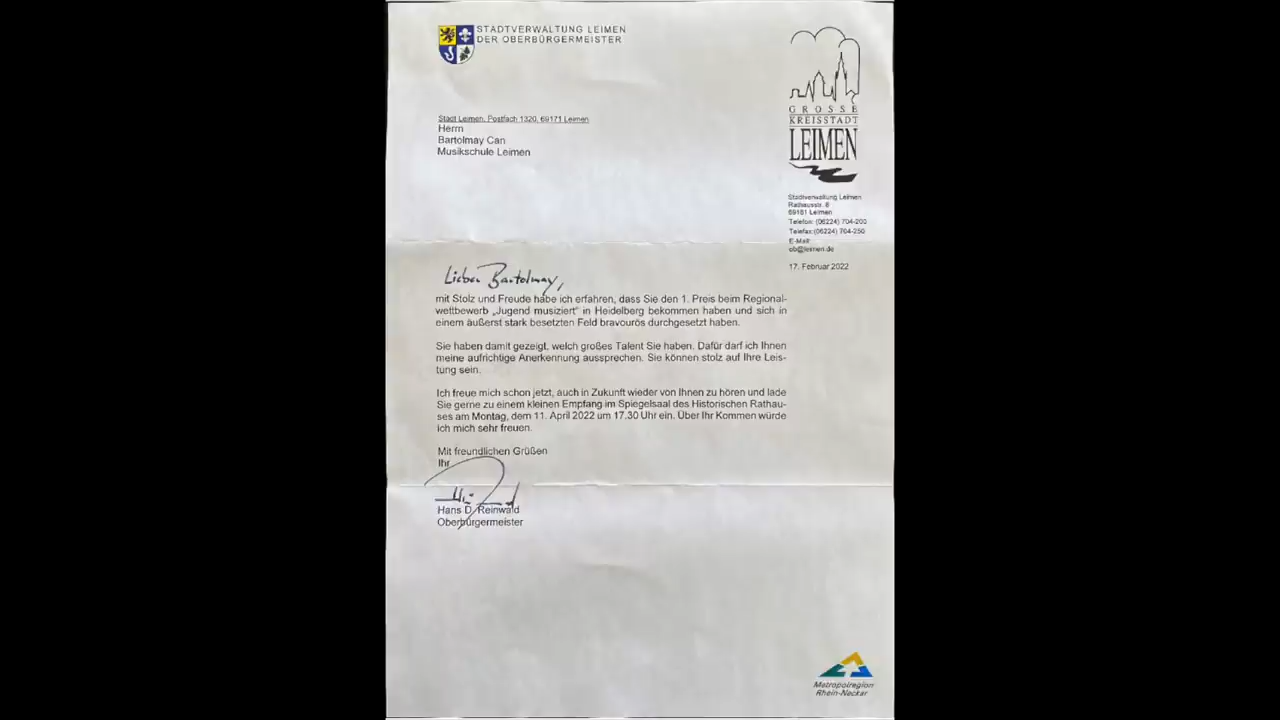 STADTVERWALTUNG LEIMEN
DER OBERBÜRGERMEISTER
GROSSE
KREISSTADT
LEIMEN
Stadt Leimen, Postfach 1320, 69171 Leimen
Herrn
Bartolmay Can
Musikschule Leimen
Stadtverwaltung Leimen
Rathausstr. 8
69181 Leimen
Telefon: (06224) 704-200
Telefax:(06224) 704-250
E-Mail:
ob@leimen.de
17. Februar 2022
Lieber Bartolmay,
mit Stolz und Freude habe ich erfahren, dass Sie den 1. Preis beim Regional-
wettbewerb „Jugend musiziert" in Heidelberg bekommen haben und sich in
einem äußerst stark besetzten Feld bravourös durchgesetzt haben.
Sie haben damit gezeigt, welch großes Talent Sie haben. Dafür darf ich Ihnen
meine aufrichtige Anerkennung aussprechen. Sie können stolz auf Ihre Leis-
tung sein.
Ich freue mich schon jetzt, auch in Zukunft wieder von Ihnen zu hören und lade
Sie gerne zu einem kleinen Empfang im Spiegelsaal des Historischen Rathau-
ses am Montag, dem 11. April 2022 um 17.30 Uhr ein. Über Ihr Kommen würde
ich mich sehr freuen.
Mit freundlichen Grüßen
Ihr
Hans D. Reinwald
Oberbürgermeister
Metropolregion
Rhein-Neckar